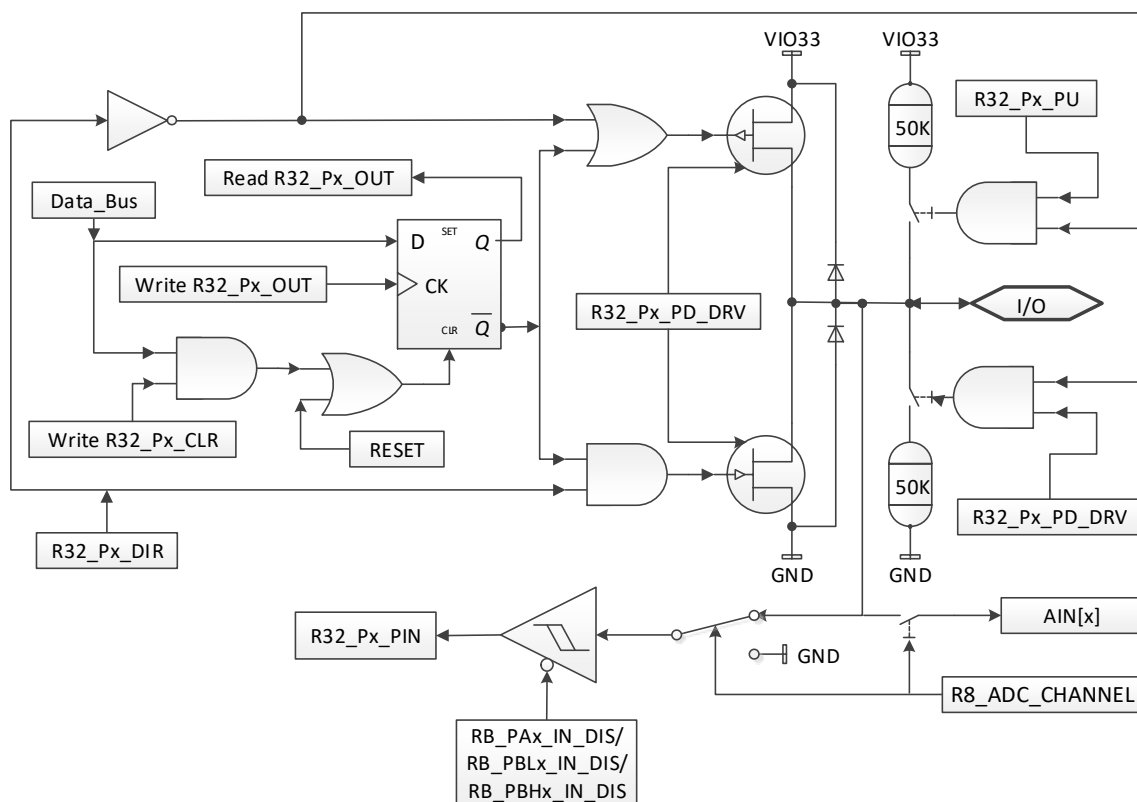 VIO33
VIO33
R32_Px_PU
50K
Read R32_Px_OUT
Data_Bus
D
SET
Q
Write R32_Px_OUT
CK
R32_Px_PD_DRV
I/O
CLR
Q
Write R32_Px_CLR
RESET
50K
R32_Px_PD_DRV
R32_Px_DIR
GND
GND
R32_Px_PIN
AIN[x]
GND
R8_ADC_CHANNEL
RB_PAx_IN_DIS/
RB_PBLx_IN_DIS/
RB_PBHx_IN_DIS